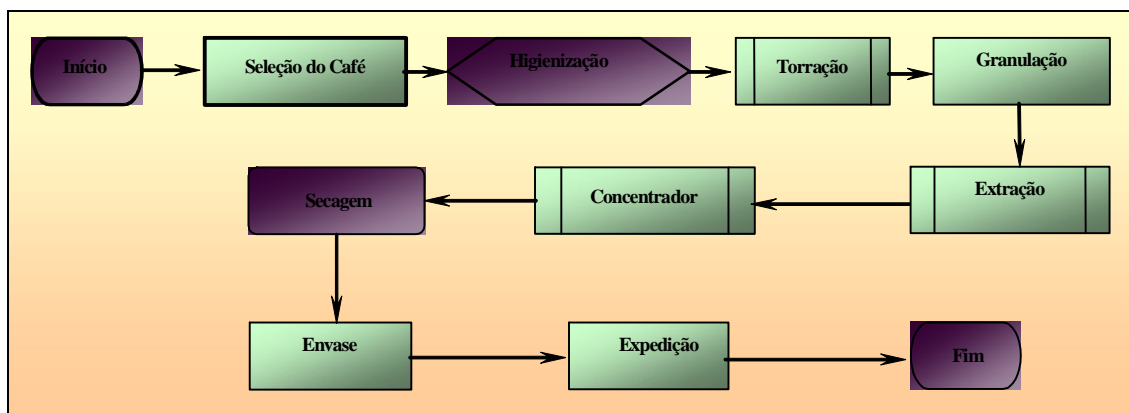 Início
Seleção do Café
Higienização
Torração
Granulação
Extração
Concentrador
Secagem
Envase
Expedição
Fim